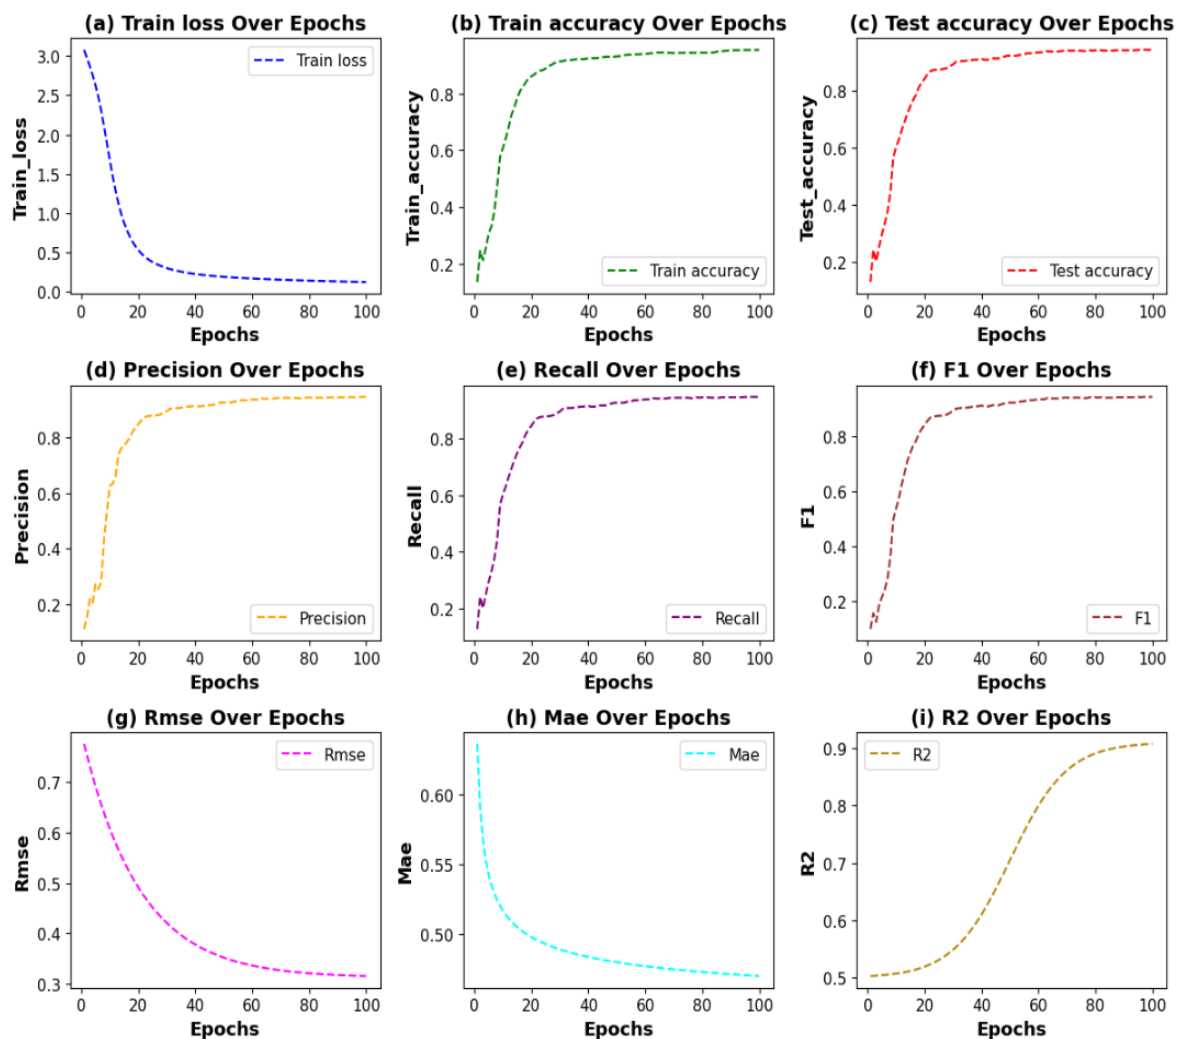 (a) Train loss Over Epochs
Train_loss
3.0
2.5
2.0
1.5
1.0
0.5
0.0
Train loss
0 20 40 60 80 100
Epochs
(b) Train accuracy Over Epochs
Train_accuracy
0.8
0.6
0.4
0.2
Train accuracy
0 20 40 60 80 100
Epochs
(c) Test accuracy Over Epochs
Test_accuracy
0.8
0.6
0.4
0.2
Test accuracy
0 20 40 60 80 100
Epochs
(d) Precision Over Epochs
Precision
0.8
0.6
0.4
0.2
Precision
0 20 40 60 80 100
Epochs
(e) Recall Over Epochs
Recall
0.8
0.6
0.4
0.2
Recall
0 20 40 60 80 100
Epochs
(f) F1 Over Epochs
F1
0.8
0.6
0.4
0.2
F1
0 20 40 60 80 100
Epochs
(g) Rmse Over Epochs
Rmse
0.7
0.6
0.5
0.4
0.3
Rmse
0 20 40 60 80 100
Epochs
(h) Mae Over Epochs
Mae
0.60
0.55
0.50
Mae
0 20 40 60 80 100
Epochs
(i) R2 Over Epochs
R2
0.9
0.8
0.7
0.6
0.5
R2
0 20 40 60 80 100
Epochs